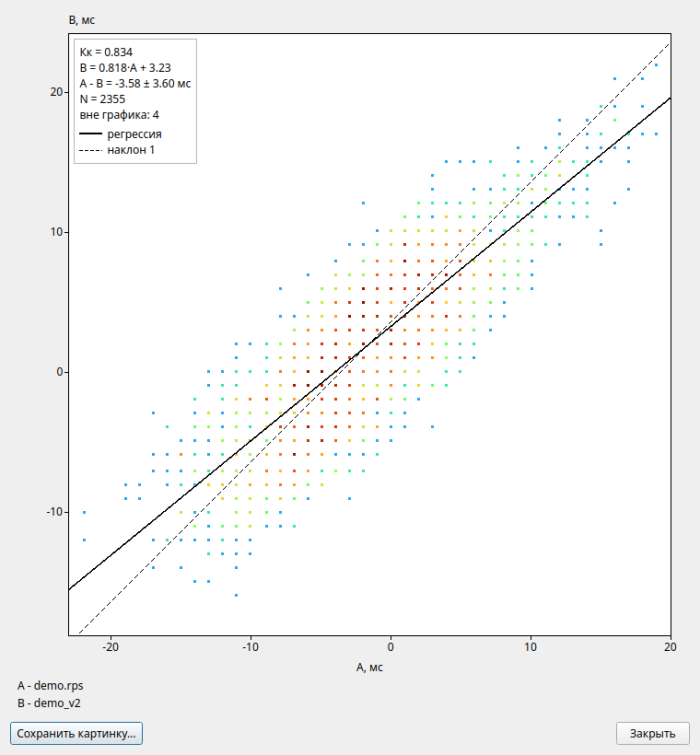 В, мс
Кк = 0.834
В = 0.818·А + 3.23
А - В = -3.58 ± 3.60 мс
N = 2355
вне графика: 4
регрессия
наклон 1
20
10
0
-10
-20
-10
0
10
20
А, мс
А - demo.rps
В - demo_v2
Сохранить картинку...
Закрыть